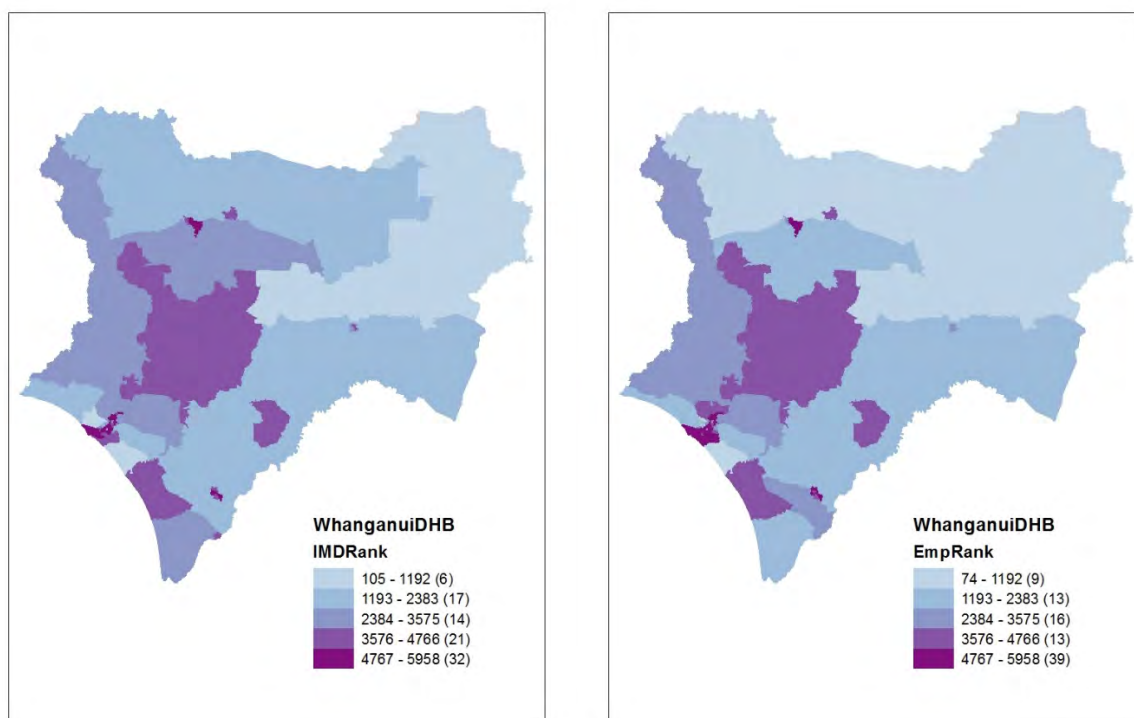 WhanganuiDHB
IMDRank
105 - 1192 (6)
1193 - 2383 (17)
2384 - 3575 (14)
3576 - 4766 (21)
4767 - 5958 (32)
WhanganuiDHB
EmpRank
74 - 1192 (9)
1193 - 2383 (13)
2384 - 3575 (16)
3576 - 4766 (13)
4767 - 5958 (39)